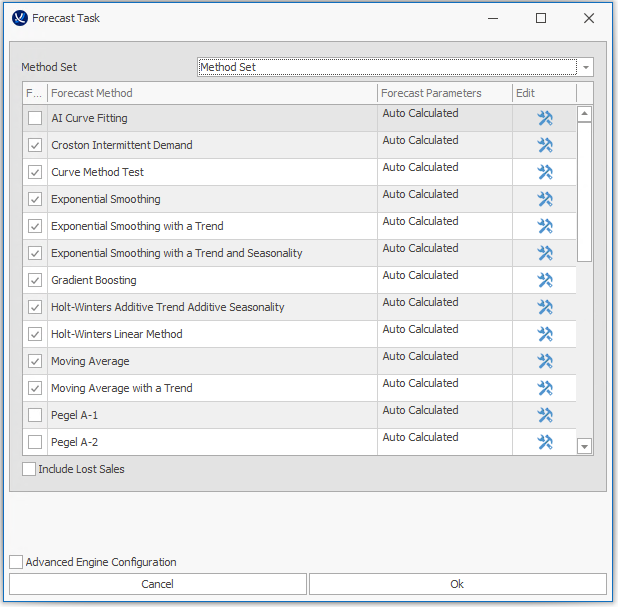 Forecast Task
Method Set Method Set
F... Forecast Method Forecast Parameters Edit
AI Curve Fitting Auto Calculated
Croston Intermittent Demand Auto Calculated
Curve Method Test Auto Calculated
Exponential Smoothing Auto Calculated
Exponential Smoothing with a Trend Auto Calculated
Exponential Smoothing with a Trend and Seasonality Auto Calculated
Gradient Boosting Auto Calculated
Holt-Winters Additive Trend Additive Seasonality Auto Calculated
Holt-Winters Linear Method Auto Calculated
Moving Average Auto Calculated
Moving Average with a Trend Auto Calculated
Pegel A-1 Auto Calculated
Pegel A-2 Auto Calculated
Include Lost Sales
Advanced Engine Configuration
Cancel Ok